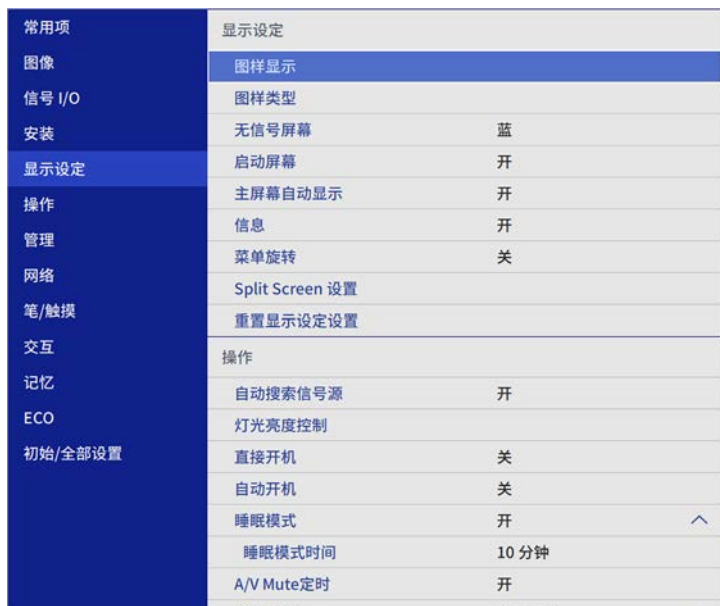 常用项
图像
信号 I/O
安装
显示设定
操作
管理
网络
笔/触摸
交互
记忆
ECO
初始/全部设置
显示设定
图样显示
图样类型
无信号屏幕 蓝
启动屏幕 开
主屏幕自动显示 开
信息 开
菜单旋转 关
Split Screen 设置
重置显示设定设置
操作
自动搜索信号源 开
灯光亮度控制
直接开机 关
自动开机 关
睡眠模式 开
睡眠模式时间 10 分钟
A/V Mute定时 开